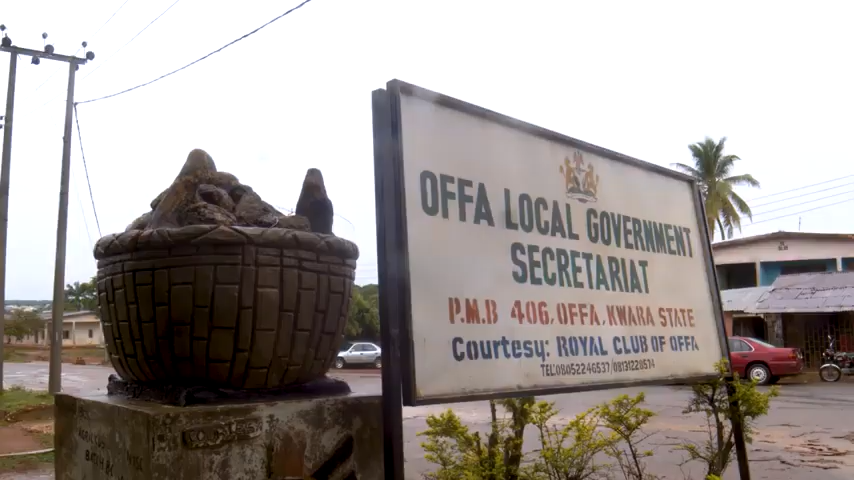 OFFA LOCAL GOVERNMENT
SECRETARIAT
P.M.B 406, OFFA, KWARA STATE
Courtesy: ROYAL CLUB OF OFFA